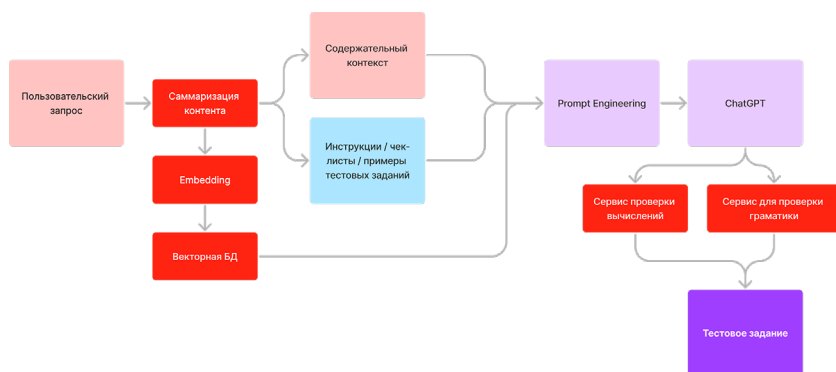 Пользовательский
запрос
Саммаризация
контента
Embedding
Векторная БД
Содержательный
контекст
Инструкции / чек-
листы / примеры
тестовых заданий
Prompt Engineering
ChatGPT
Сервис проверки
вычислений
Сервис для проверки
граматики
Тестовое задание